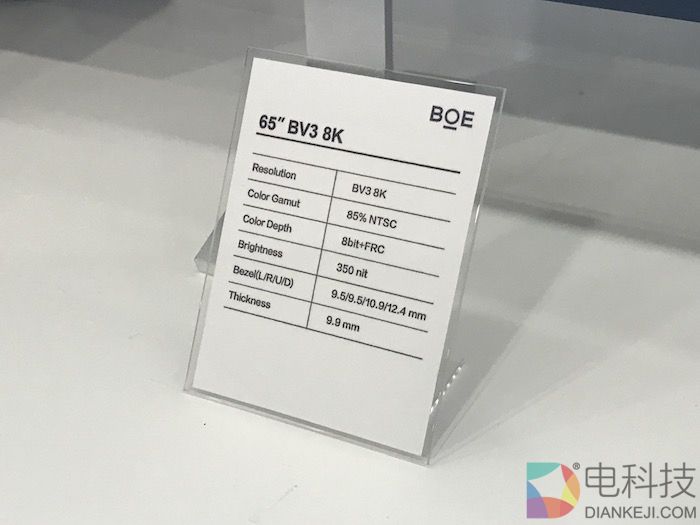 BOE
65" BV3 8K
Resolution BV3 8K
Color Gamut 85% NTSC
Color Depth 8bit+FRC
Brightness 350 nit
Bezel(L/R/U/D) 9.5/9.5/10.9/12.4 mm
Thickness 9.9 mm
®电科技
DIANKEJI.COM